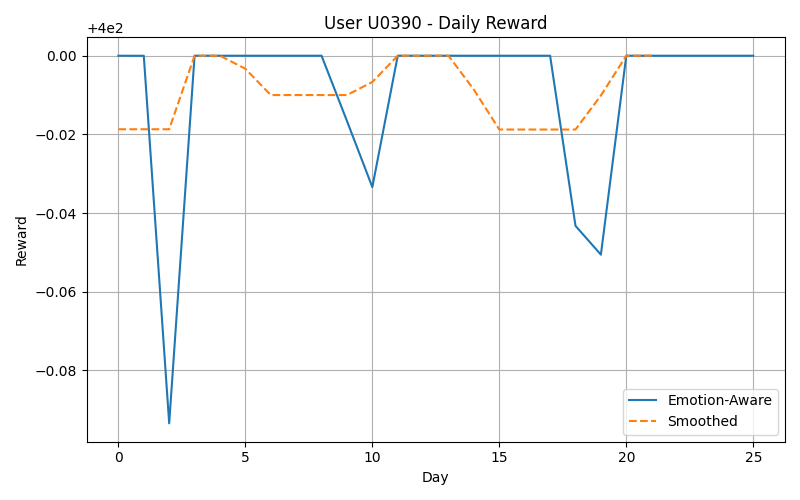 User U0390 - Daily Reward
+4e2
0.00
−0.02
−0.04
−0.06
−0.08
Reward
0 5 10 15 20 25
Day
Emotion-Aware
Smoothed